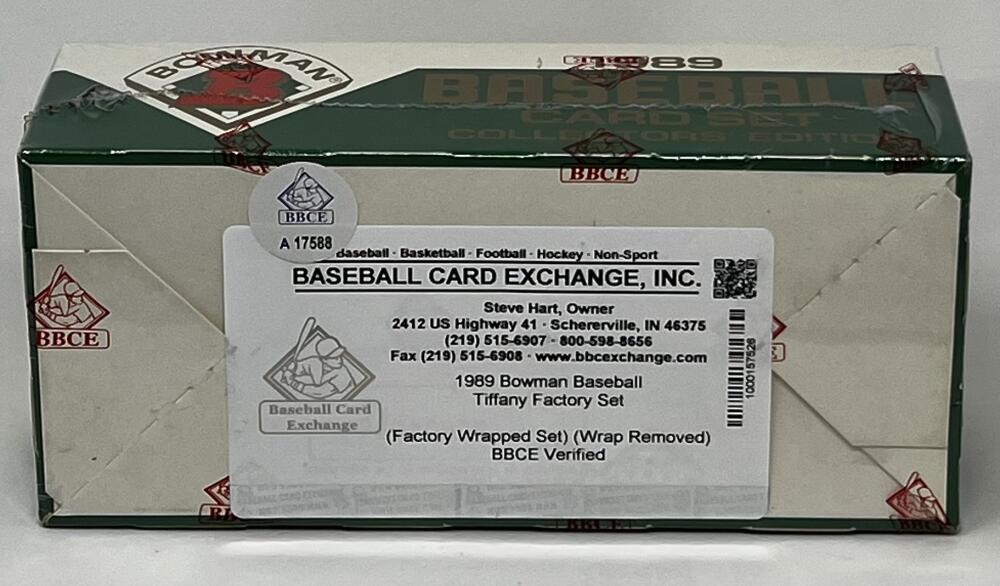 BOWMAN®
1989
BASEBALL
CARD SET
COLLECTORS' EDITION
BBCE
BBCE
A 17588
Baseball · Basketball · Football · Hockey · Non-Sport
BASEBALL CARD EXCHANGE, INC.
Steve Hart, Owner
2412 US Highway 41 · Schererville, IN 46375
(219) 515-6907 · 800-598-8656
Fax (219) 515-6908 · www.bbcexchange.com
1989 Bowman Baseball
Tiffany Factory Set
(Factory Wrapped Set) (Wrap Removed)
BBCE Verified
Baseball Card
Exchange
1000157526
BBCE
BBCE
BBCE